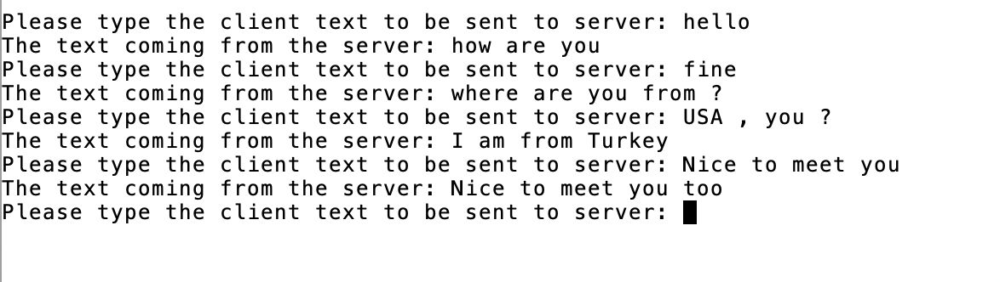 Please type the client text to be sent to server: hello
The text coming from the server: how are you
Please type the client text to be sent to server: fine
The text coming from the server: where are you from ?
Please type the client text to be sent to server: USA , you ?
The text coming from the server: I am from Turkey
Please type the client text to be sent to server: Nice to meet you
The text coming from the server: Nice to meet you too
Please type the client text to be sent to server: